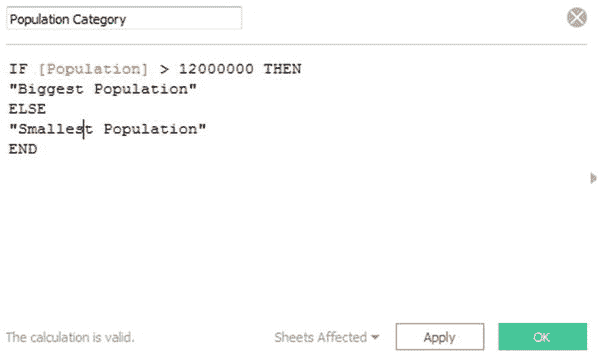 Population Category
IF [Population] > 12000000 THEN
"Biggest Population"
ELSE
"Smallest Population"
END
The calculation is valid. Sheets Affected Apply OK